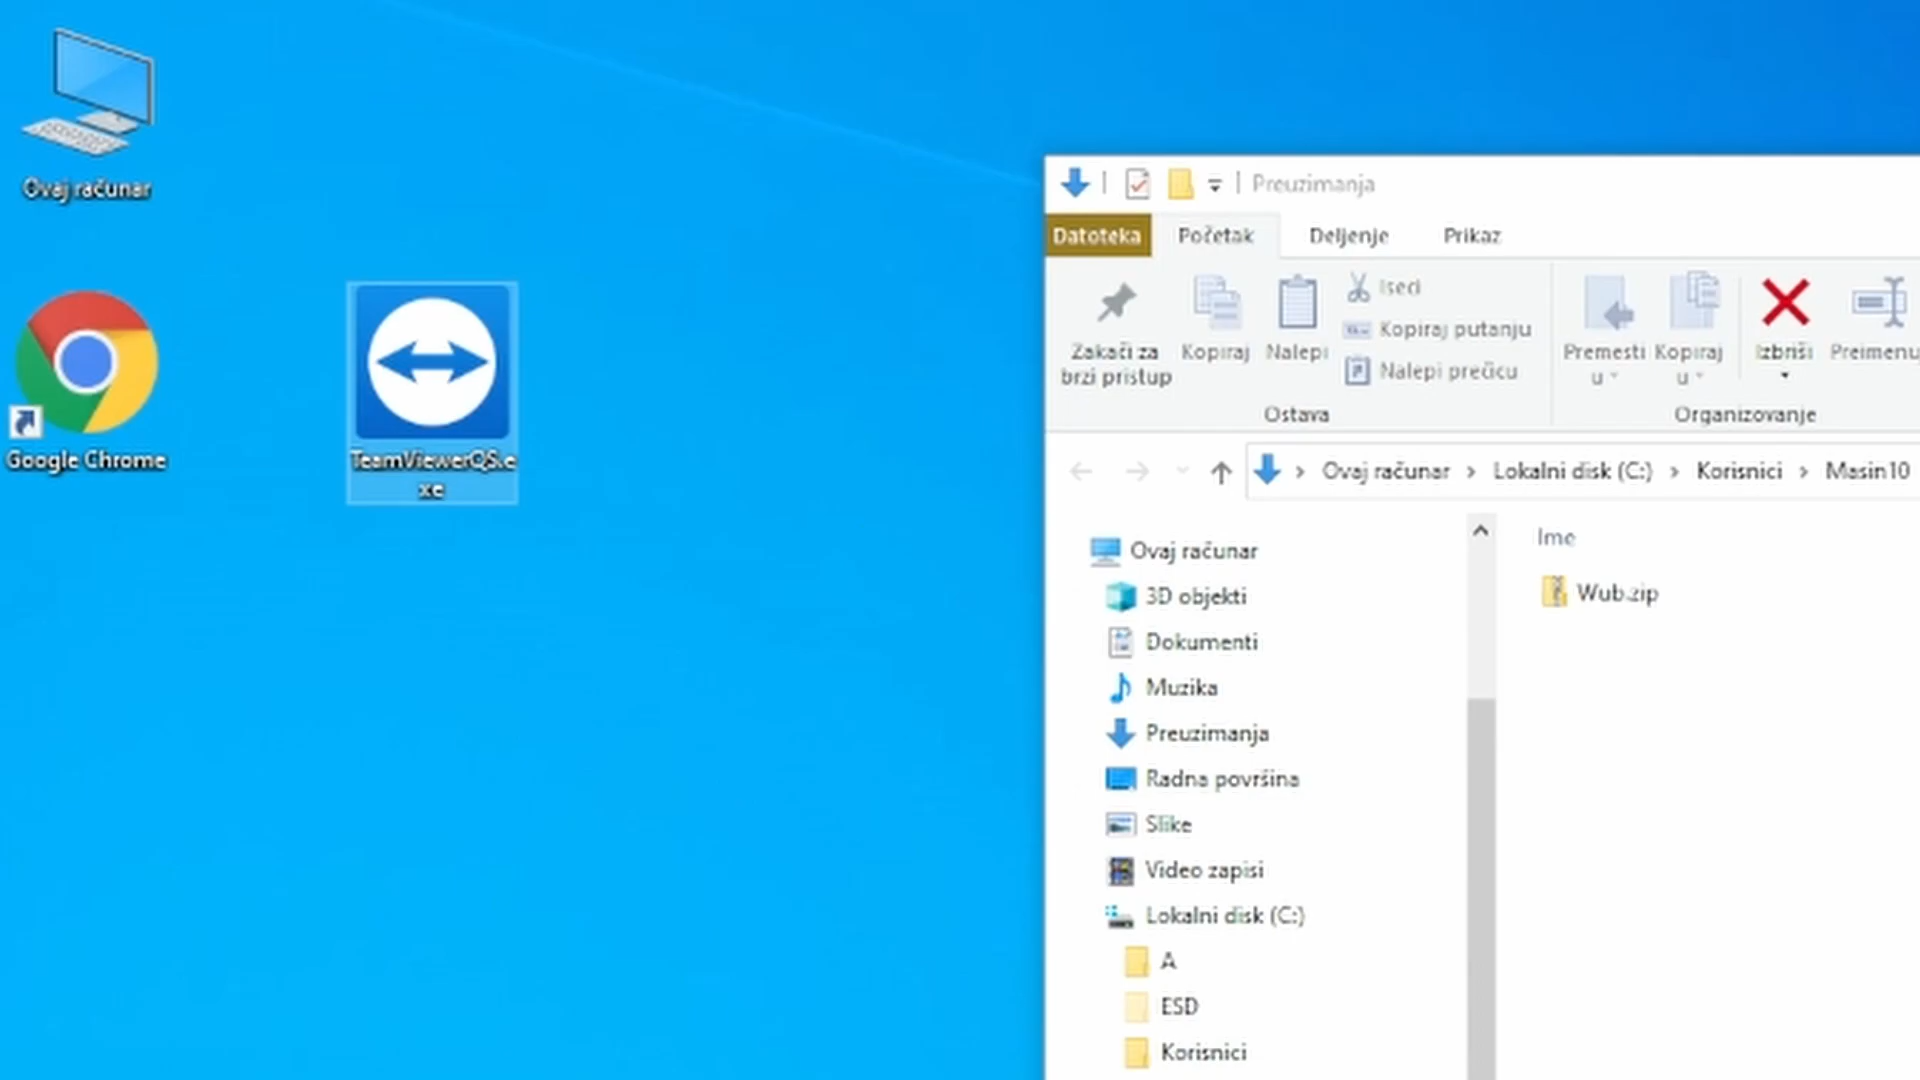 Ovaj računar
Google Chrome
TeamViewerQS.e
xe
Preuzimanja
Datoteka Početak Deljenje Prikaz
Zakači za
brzi pristup
Kopiraj
Nalepi
Iseci
Kopiraj putanju
Nalepi prečicu
Premesti
u
Kopiraj
u
Izbriši
Preimenu
Ostava
Organizovanje
Ovaj računar › Lokalni disk (C:) › Korisnici › Masin10
Ovaj računar
3D objekti
Dokumenti
Muzika
Preuzimanja
Radna površina
Slike
Video zapisi
Lokalni disk (C:)
A
ESD
Korisnici
Ime
Wub.zip